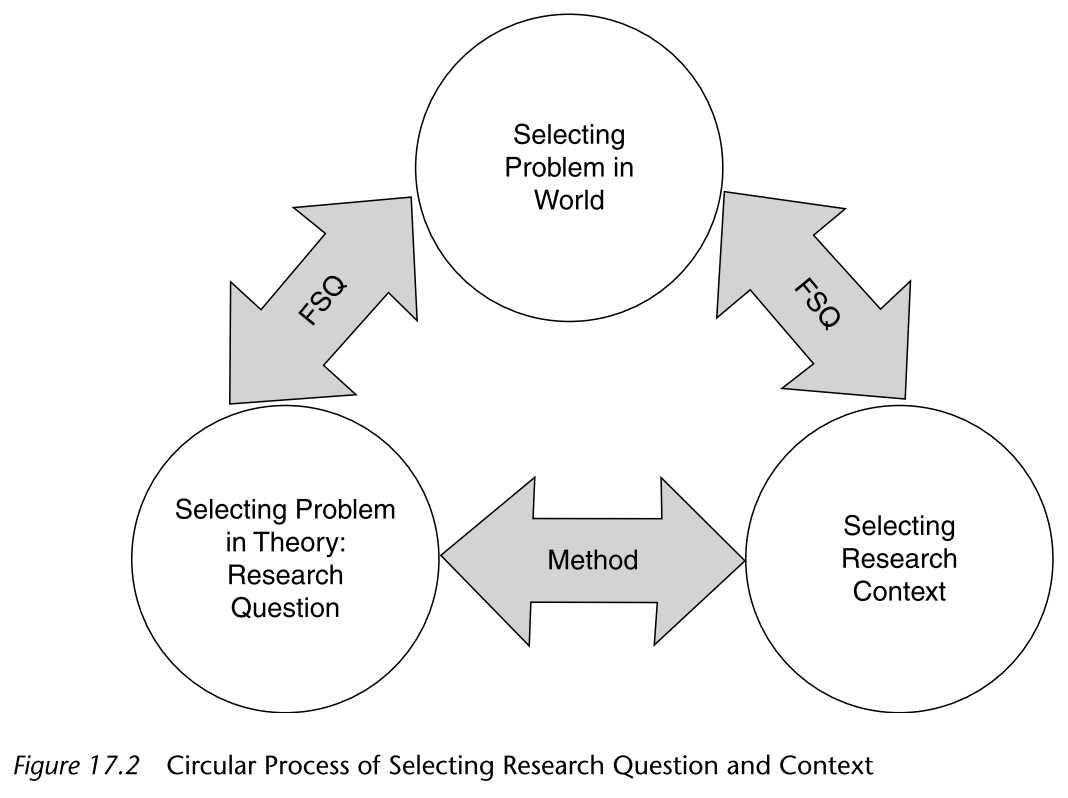 Selecting
Problem in
World
FSQ
FSQ
Selecting Problem
in Theory:
Research
Question
Method
Selecting
Research
Context
Figure 17.2 Circular Process of Selecting Research Question and Context